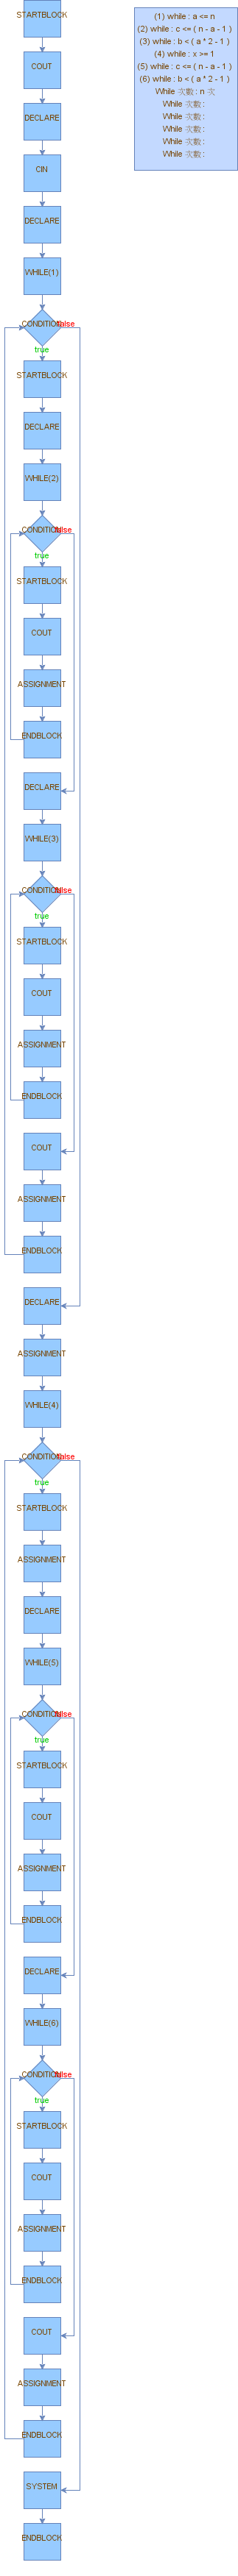 STARTBLOCK
COUT
DECLARE
CIN
DECLARE
WHILE(1)
CONDITION
false
true
STARTBLOCK
DECLARE
WHILE(2)
CONDITION
false
true
STARTBLOCK
COUT
ASSIGNMENT
ENDBLOCK
DECLARE
WHILE(3)
CONDITION
false
true
STARTBLOCK
COUT
ASSIGNMENT
ENDBLOCK
COUT
ASSIGNMENT
ENDBLOCK
DECLARE
ASSIGNMENT
WHILE(4)
CONDITION
false
true
STARTBLOCK
ASSIGNMENT
DECLARE
WHILE(5)
CONDITION
false
true
STARTBLOCK
COUT
ASSIGNMENT
ENDBLOCK
DECLARE
WHILE(6)
CONDITION
false
true
STARTBLOCK
COUT
ASSIGNMENT
ENDBLOCK
COUT
ASSIGNMENT
ENDBLOCK
SYSTEM
ENDBLOCK
(1) while : a <= n
(2) while : c <= ( n - a - 1 )
(3) while : b < ( a * 2 - 1 )
(4) while : x >= 1
(5) while : c <= ( n - a - 1 )
(6) while : b < ( a * 2 - 1 )
While 次數 : n 次
While 次數 :
While 次數 :
While 次數 :
While 次數 :
While 次數 :